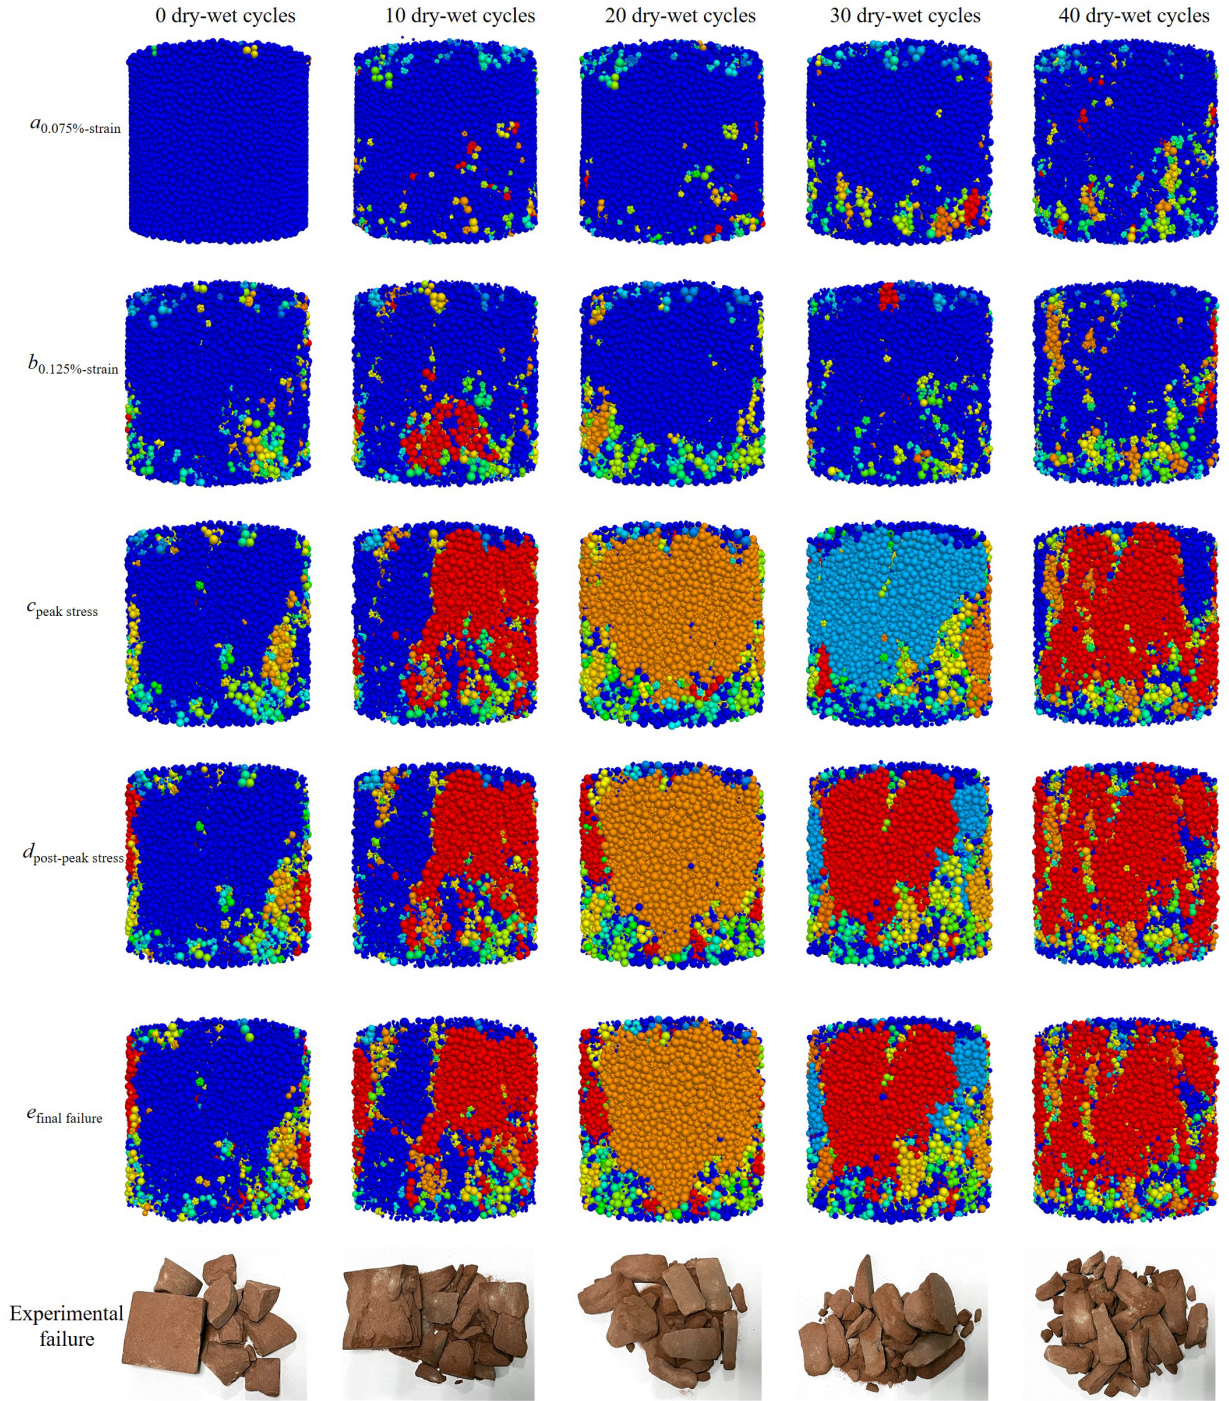 0 dry-wet cycles
10 dry-wet cycles
20 dry-wet cycles
30 dry-wet cycles
40 dry-wet cycles
a0.075%-strain
b0.125%-strain
cpeak stress
dpost-peak stress
efinal failure
Experimental
failure